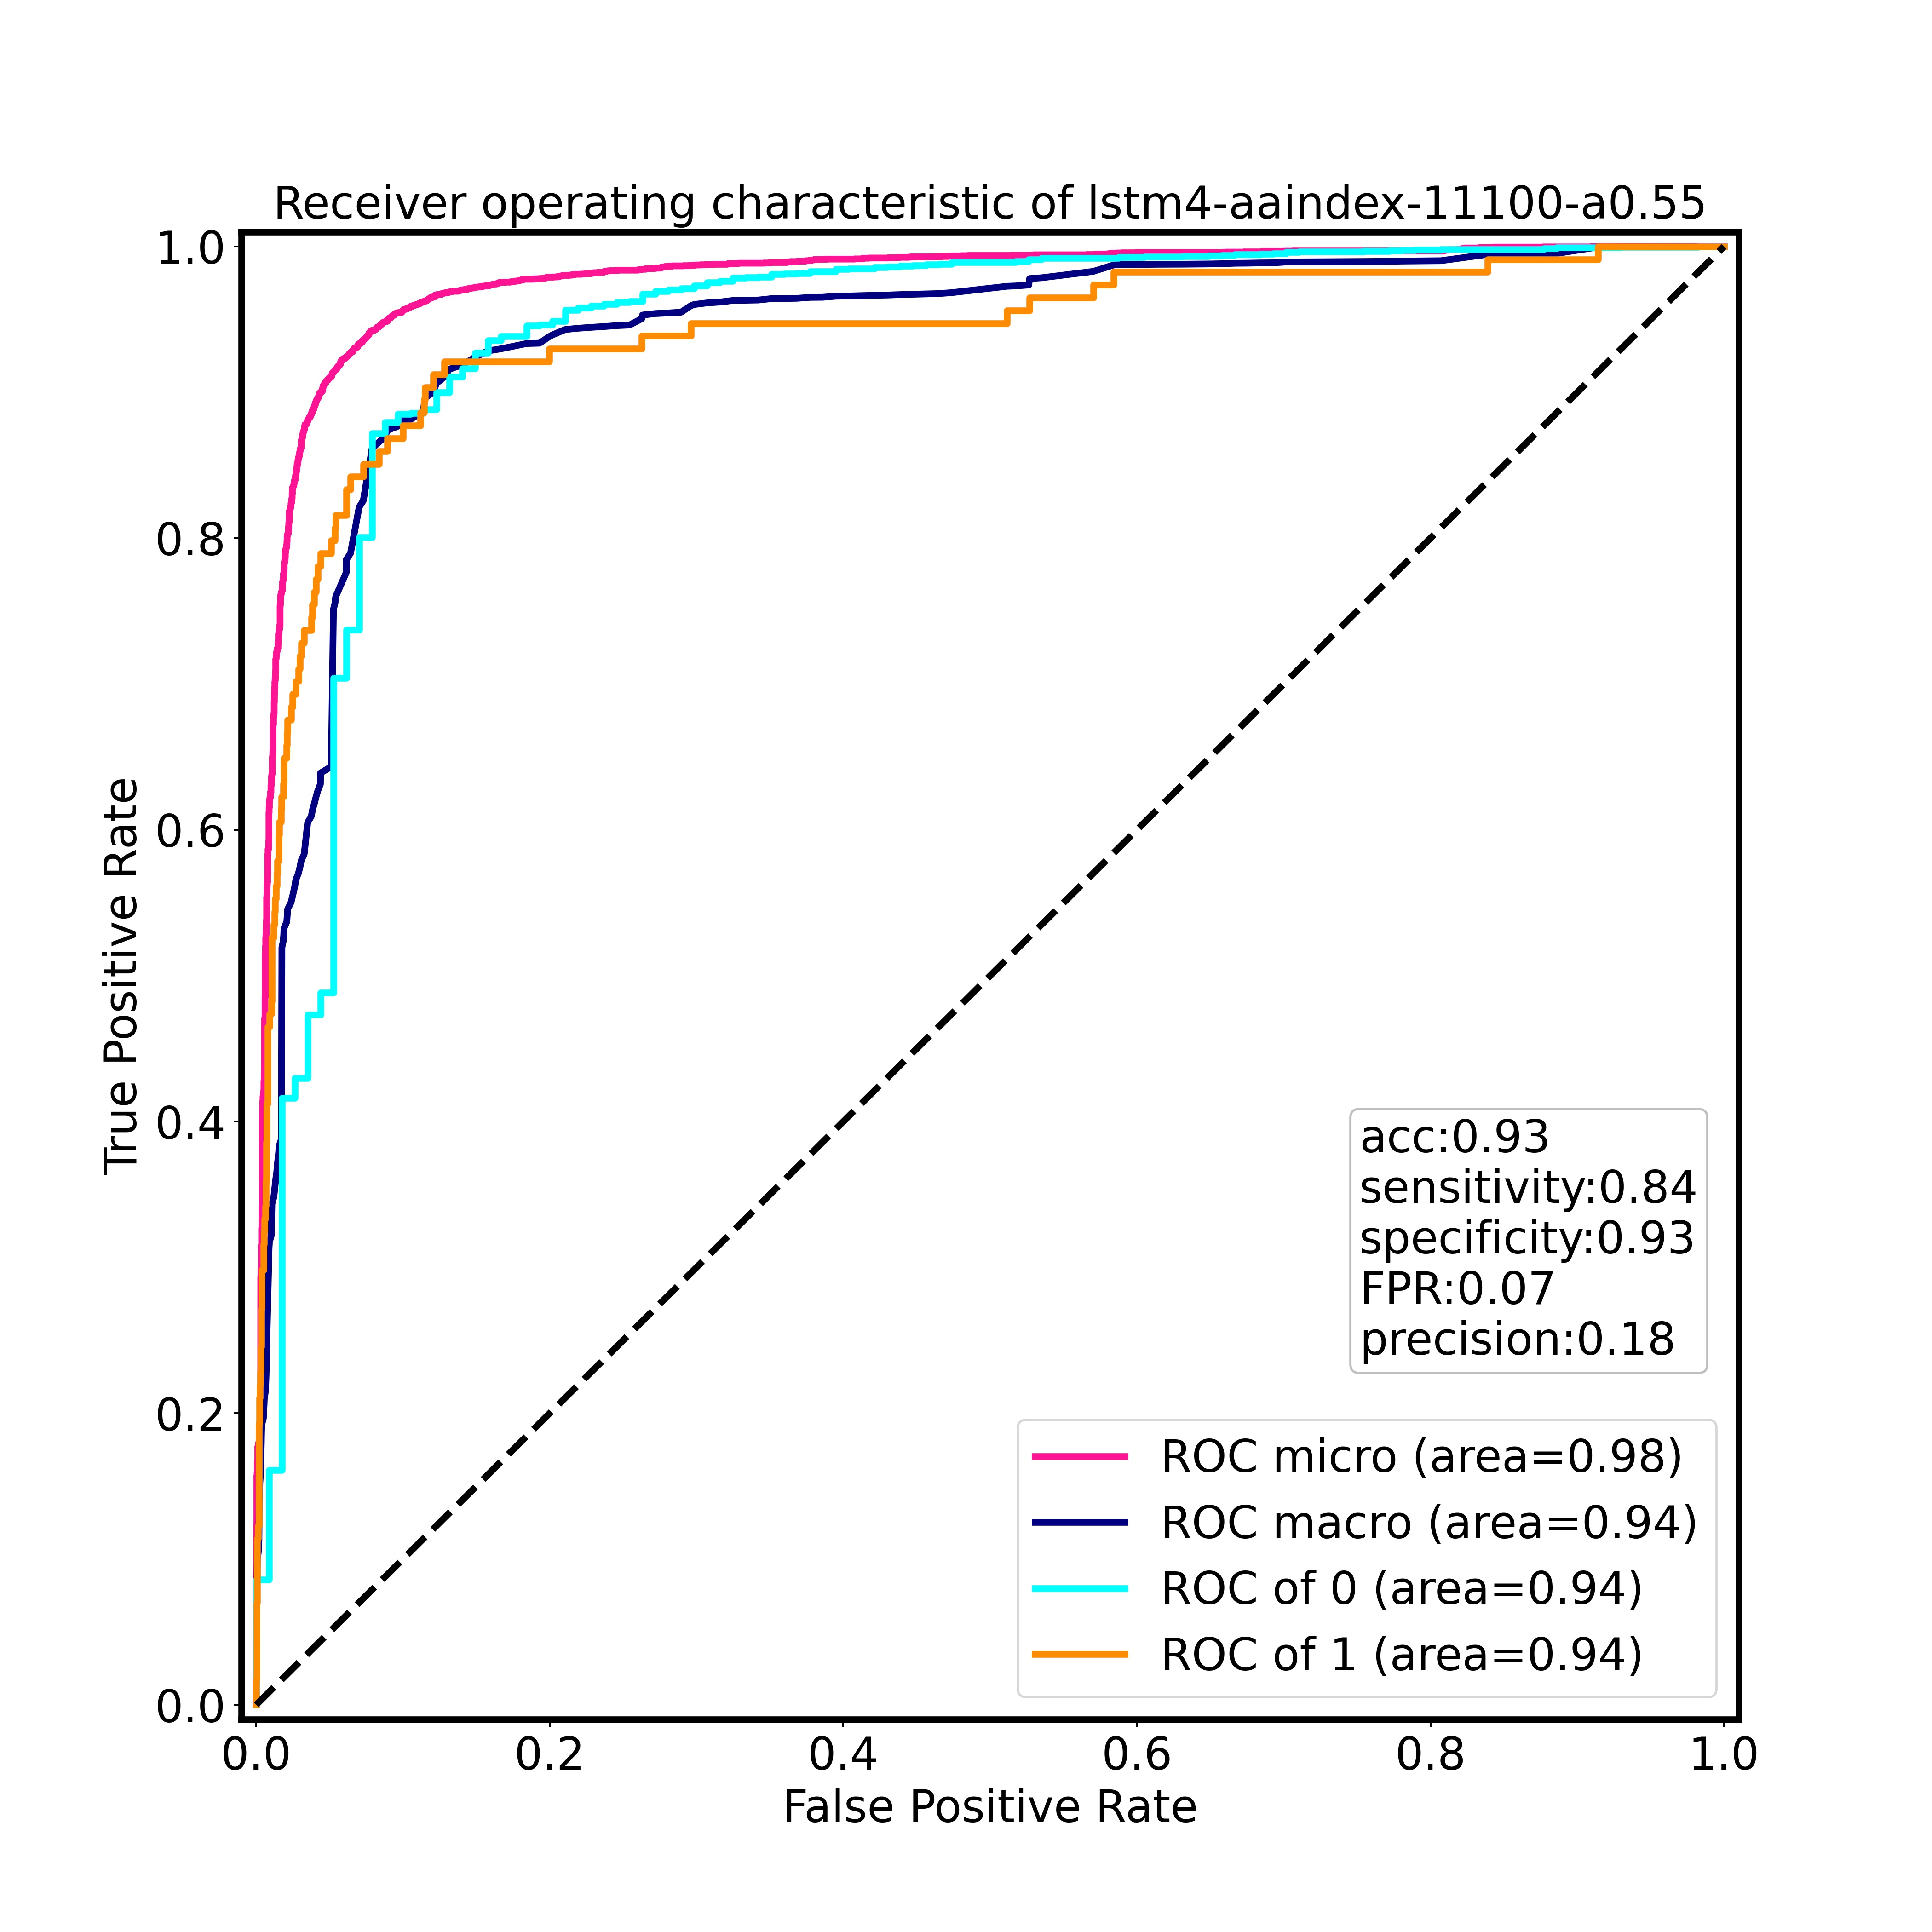 Receiver operating characteristic of lstm4-aaindex-11100-a0.55
1.0
0.8
0.6
0.4
0.2
0.0
True Positive Rate
acc:0.93
sensitivity:0.84
specificity:0.93
FPR:0.07
precision:0.18
ROC micro (area=0.98)
ROC macro (area=0.94)
ROC of 0 (area=0.94)
ROC of 1 (area=0.94)
0.0 0.2 0.4 0.6 0.8 1.0
False Positive Rate